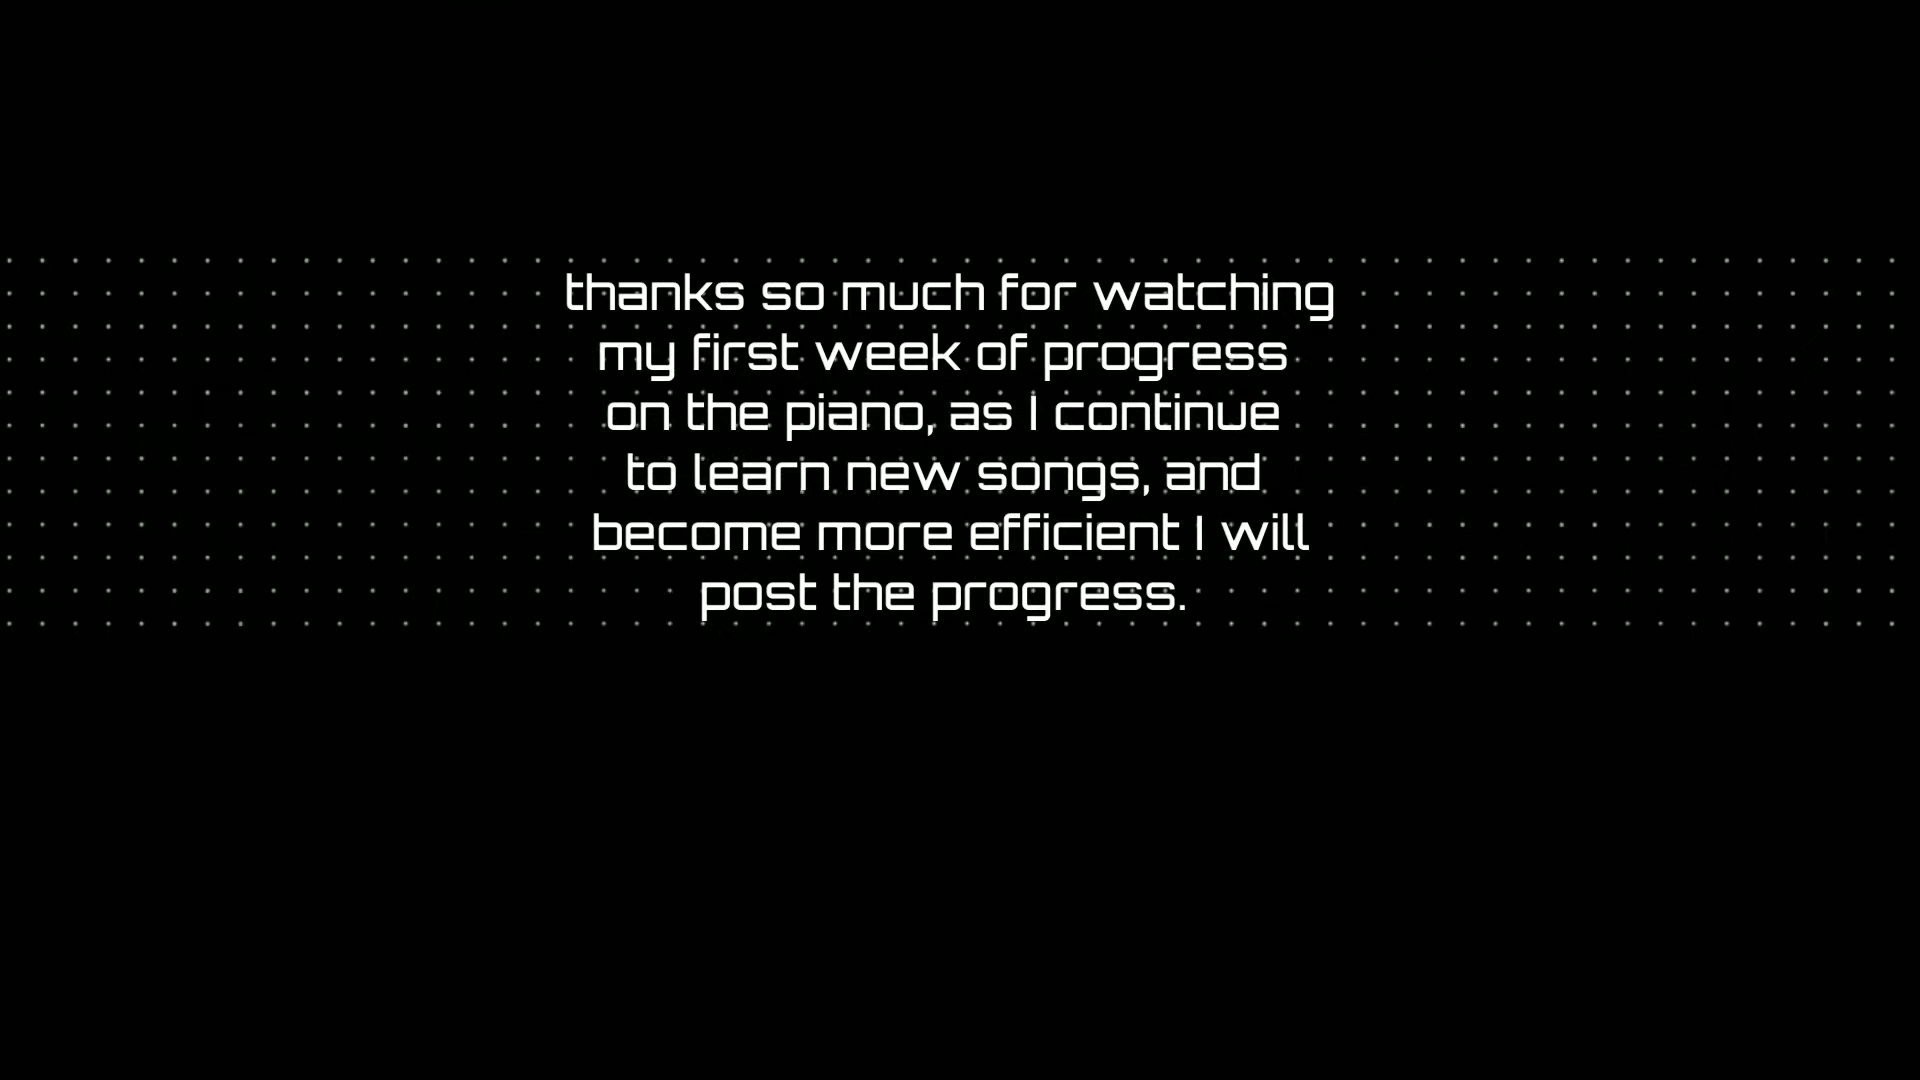 thanks so much for watching
my first week of progress
on the piano, as I continue
to learn new songs, and
become more efficient I will
post the progress.